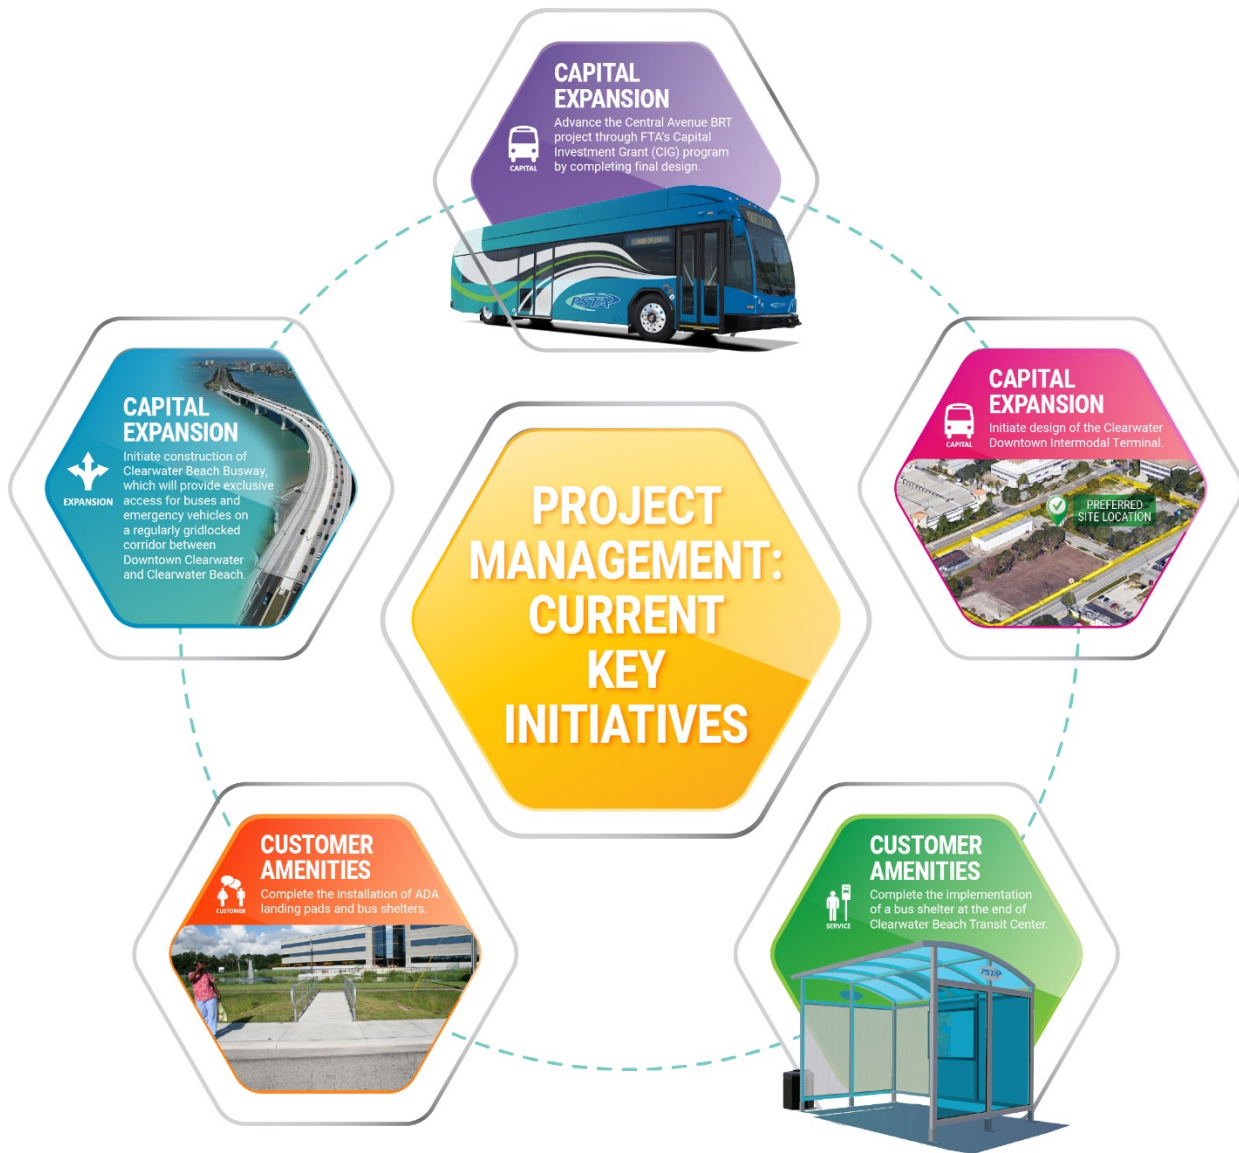 CAPITAL
EXPANSION
Advance the Central Avenue BRT
project through FTA's Capital
Investment Grant (CIG) program
by completing final design.
CAPITAL
PSTA
CAPITAL
EXPANSION
Initiate construction of
Clearwater Beach Busway,
which will provide exclusive
access for buses and
emergency vehicles on
a regularly gridlocked
corridor between
Downtown Clearwater
and Clearwater Beach.
EXPANSION
CAPITAL
EXPANSION
Initiate design of the Clearwater
Downtown Intermodal Terminal.
CAPITAL
PREFERRED
SITE LOCATION
PROJECT
MANAGEMENT:
CURRENT
KEY
INITIATIVES
CUSTOMER
AMENITIES
Complete the installation of ADA
landing pads and bus shelters.
CUSTOMER
CUSTOMER
AMENITIES
Complete the implementation
of a bus shelter at the end of
Clearwater Beach Transit Center.
SERVICE
PSTA